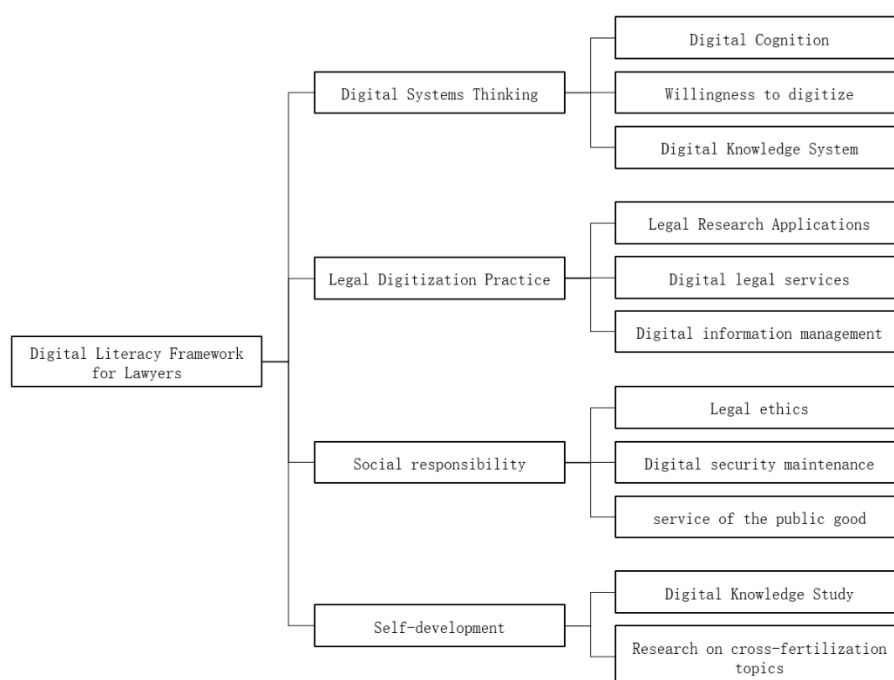 Digital Cognition
Digital Systems Thinking
Willingness to digitize
Digital Knowledge System
Legal Research Applications
Legal Digitization Practice
Digital legal services
Digital information management
Digital Literacy Framework
for Lawyers
Legal ethics
Social responsibility
Digital security maintenance
service of the public good
Digital Knowledge Study
Self-development
Research on cross-fertilization
topics